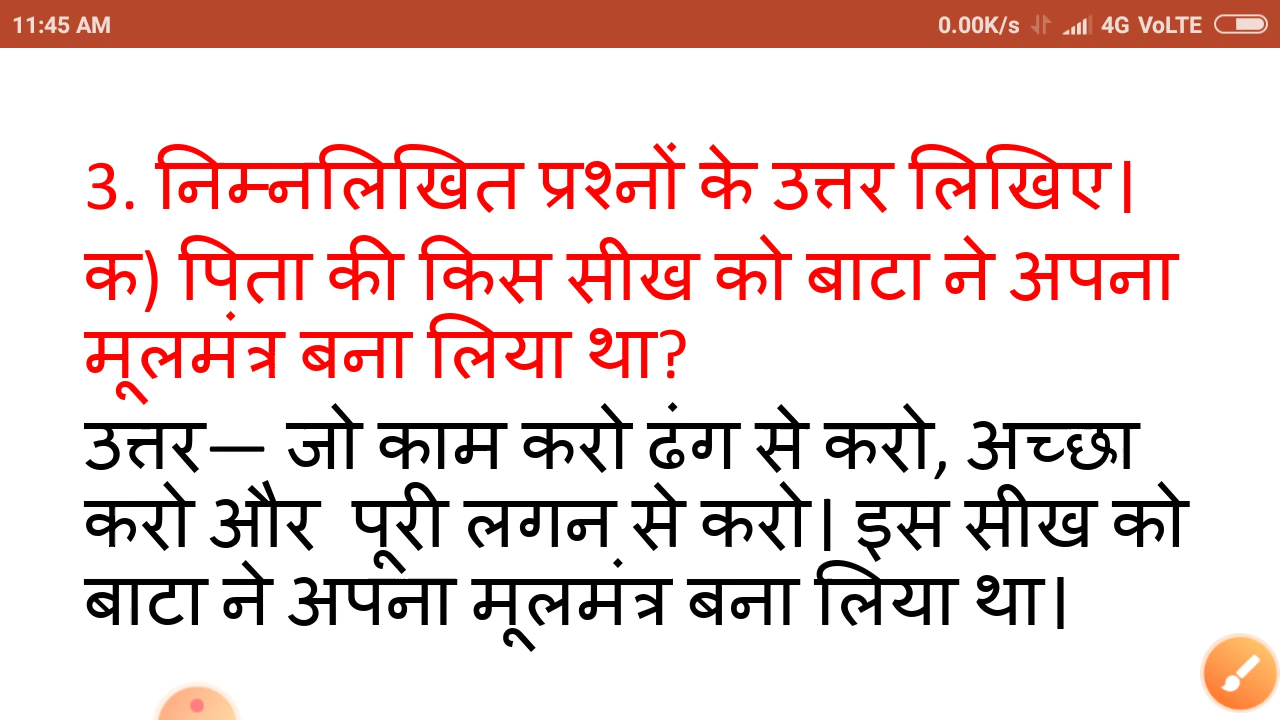 11:45 AM 0.00K/s 4G VoLTE
3. निम्नलिखित प्रश्नों के उत्तर लिखिए।
क) पिता की किस सीख को बाटा ने अपना
मूलमंत्र बना लिया था?
उत्तर— जो काम करो ढंग से करो, अच्छा
करो और पूरी लगन से करो। इस सीख को
बाटा ने अपना मूलमंत्र बना लिया था।